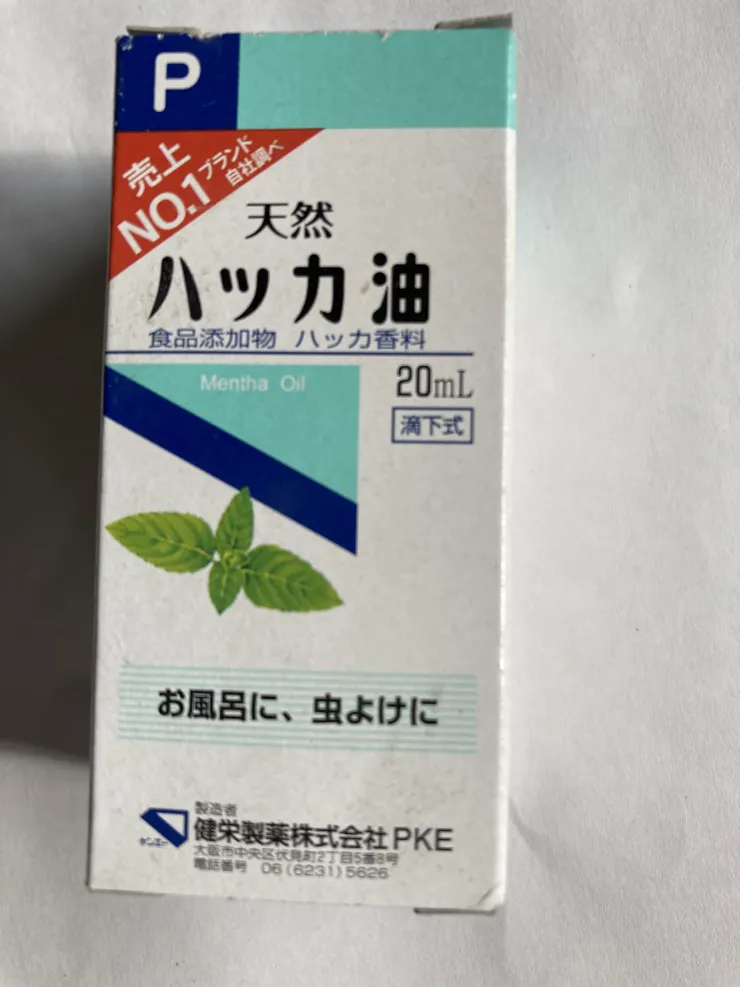 P
売上
NO.1
ブランド
自社調べ
天然
ハッカ油
食品添加物 ハッカ香料
Mentha Oil
20mL
滴下式
お風呂に、虫よけに
製造者
ケンエー
健栄製薬株式会社 PKE
大阪市中央区伏見町2丁目5番8号
電話番号 06(6231)5626